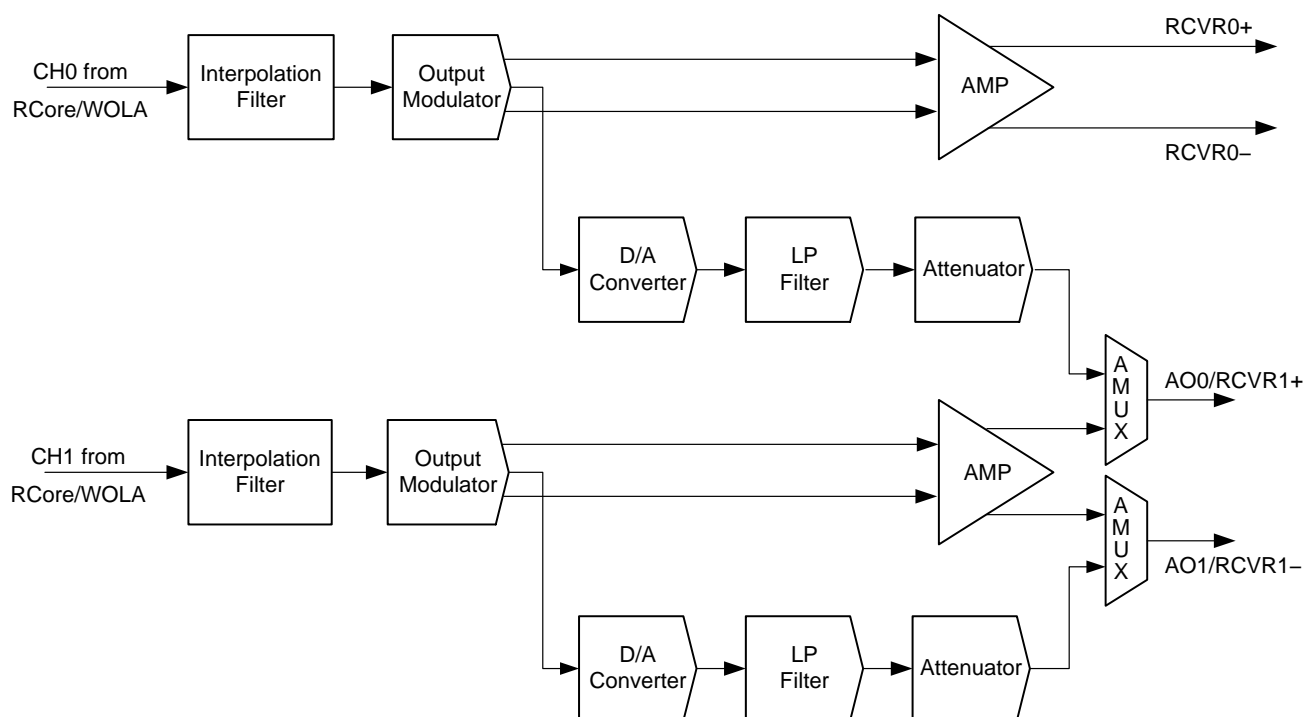 CH0 from
RCore/WOLA
Interpolation
Filter
Output
Modulator
AMP
RCVR0+
RCVR0–
D/A
Converter
LP
Filter
Attenuator
A
M
U
X
AO0/RCVR1+
CH1 from
RCore/WOLA
Interpolation
Filter
Output
Modulator
AMP
A
M
U
X
AO1/RCVR1–
D/A
Converter
LP
Filter
Attenuator